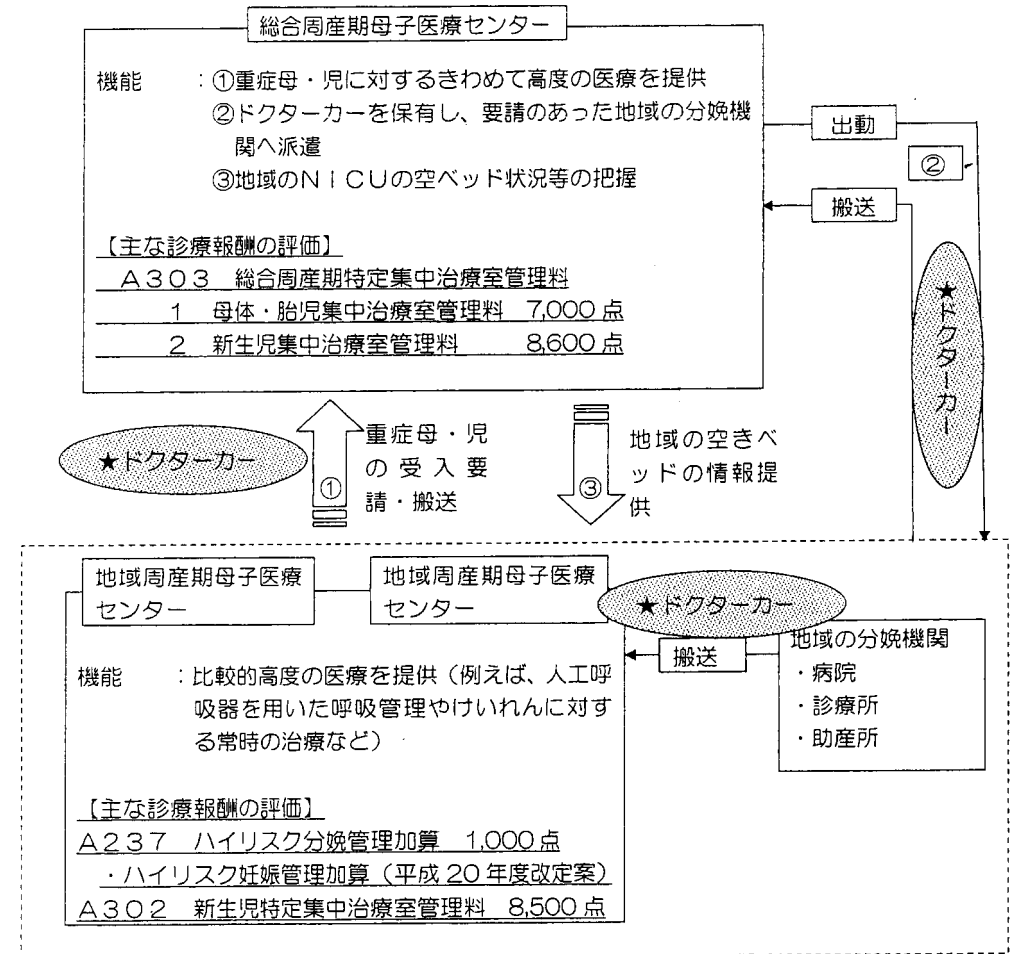 総合周産期母子医療センター
機能　：①重症母・児に対するきわめて高度の医療を提供
②ドクターカーを保有し、要請のあった地域の分娩機
関へ派遣
③地域のＮＩＣＵの空ベッド状況等の把握
【主な診療報酬の評価】
Ａ３０３　総合周産期特定集中治療室管理料
１　母体・胎児集中治療室管理料　7,000点
２　新生児集中治療室管理料　8,600点
出動
②
搬送
★ドクターカー
★ドクターカー
①
重症母・児
の受入要
請・搬送
③
地域の空きベ
ッドの情報提
供
地域周産期母子医療
センター
地域周産期母子医療
センター
★ドクターカー
搬送
地域の分娩機関
・病院
・診療所
・助産所
機能　：比較的高度の医療を提供（例えば、人工呼
吸器を用いた呼吸管理やけいれんに対す
る常時の治療など）
【主な診療報酬の評価】
Ａ２３７　ハイリスク分娩管理加算　1,000点
・ハイリスク妊娠管理加算（平成20年度改定案）
Ａ３０２　新生児特定集中治療室管理料　8,500点